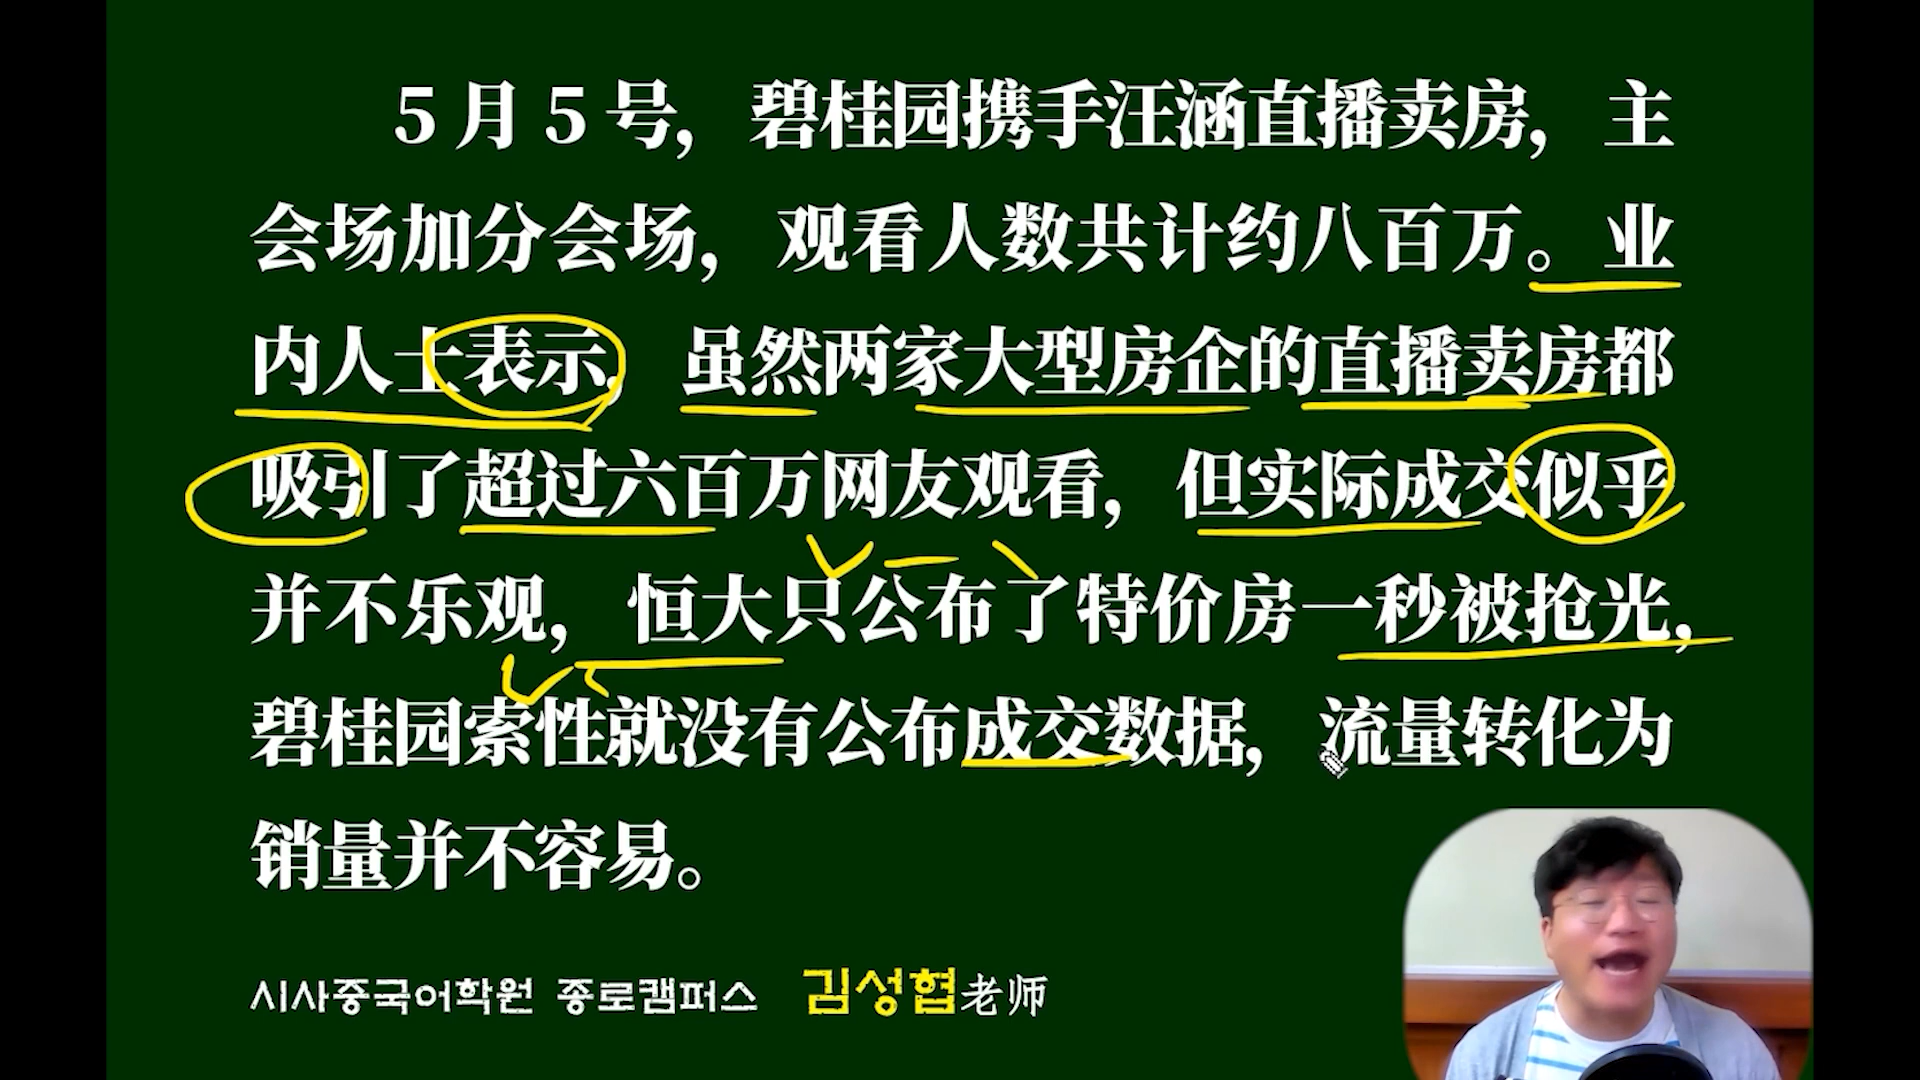 5月5号，碧桂园携手汪涵直播卖房，主
会场加分会场，观看人数共计约八百万。业
内人士表示，虽然两家大型房企的直播卖房都
吸引了超过六百万网友观看，但实际成交似乎
并不乐观，恒大只公布了特价房一秒被抢光，
碧桂园索性就没有公布成交数据，流量转化为
销量并不容易。
시사중국어학원 종로캠퍼스 김성협老师